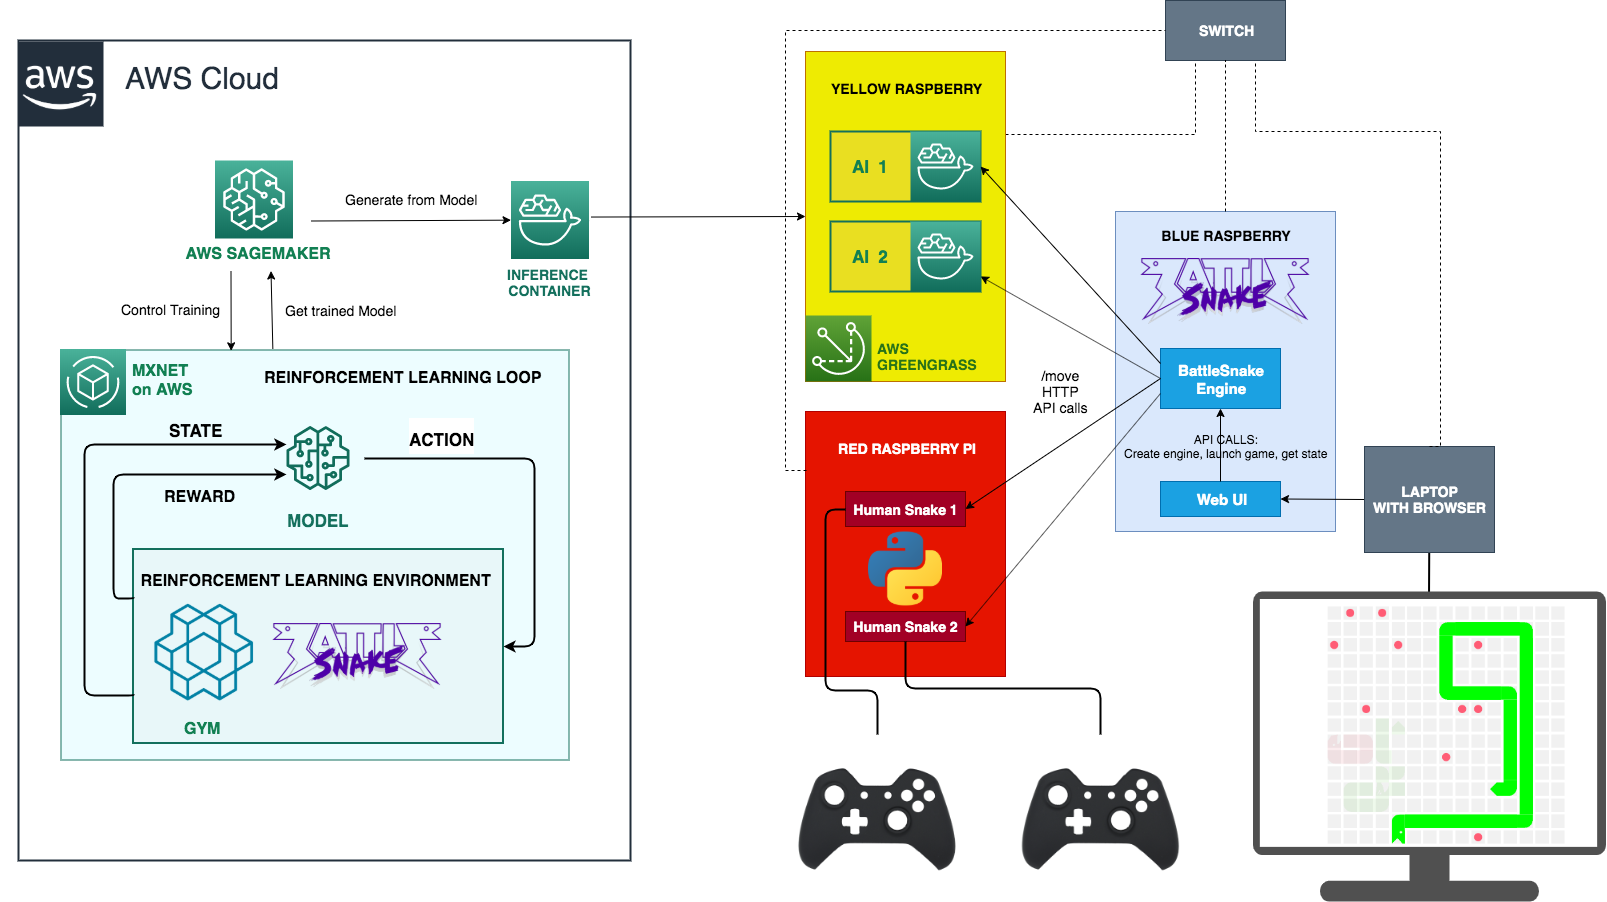 aws
AWS Cloud
AWS SAGEMAKER
Generate from Model
INFERENCE
CONTAINER
Control Training
Get trained Model
MXNET
on AWS
REINFORCEMENT LEARNING LOOP
STATE
ACTION
REWARD
MODEL
REINFORCEMENT LEARNING ENVIRONMENT
BATTLE
SNAKE
GYM
SWITCH
YELLOW RASPBERRY
AI 1
AI 2
AWS
GREENGRASS
BLUE RASPBERRY
BATTLE
SNAKE
BattleSnake
Engine
/move
HTTP
API calls
API CALLS:
Create engine, launch game, get state
Web UI
LAPTOP
WITH BROWSER
RED RASPBERRY PI
Human Snake 1
Human Snake 2